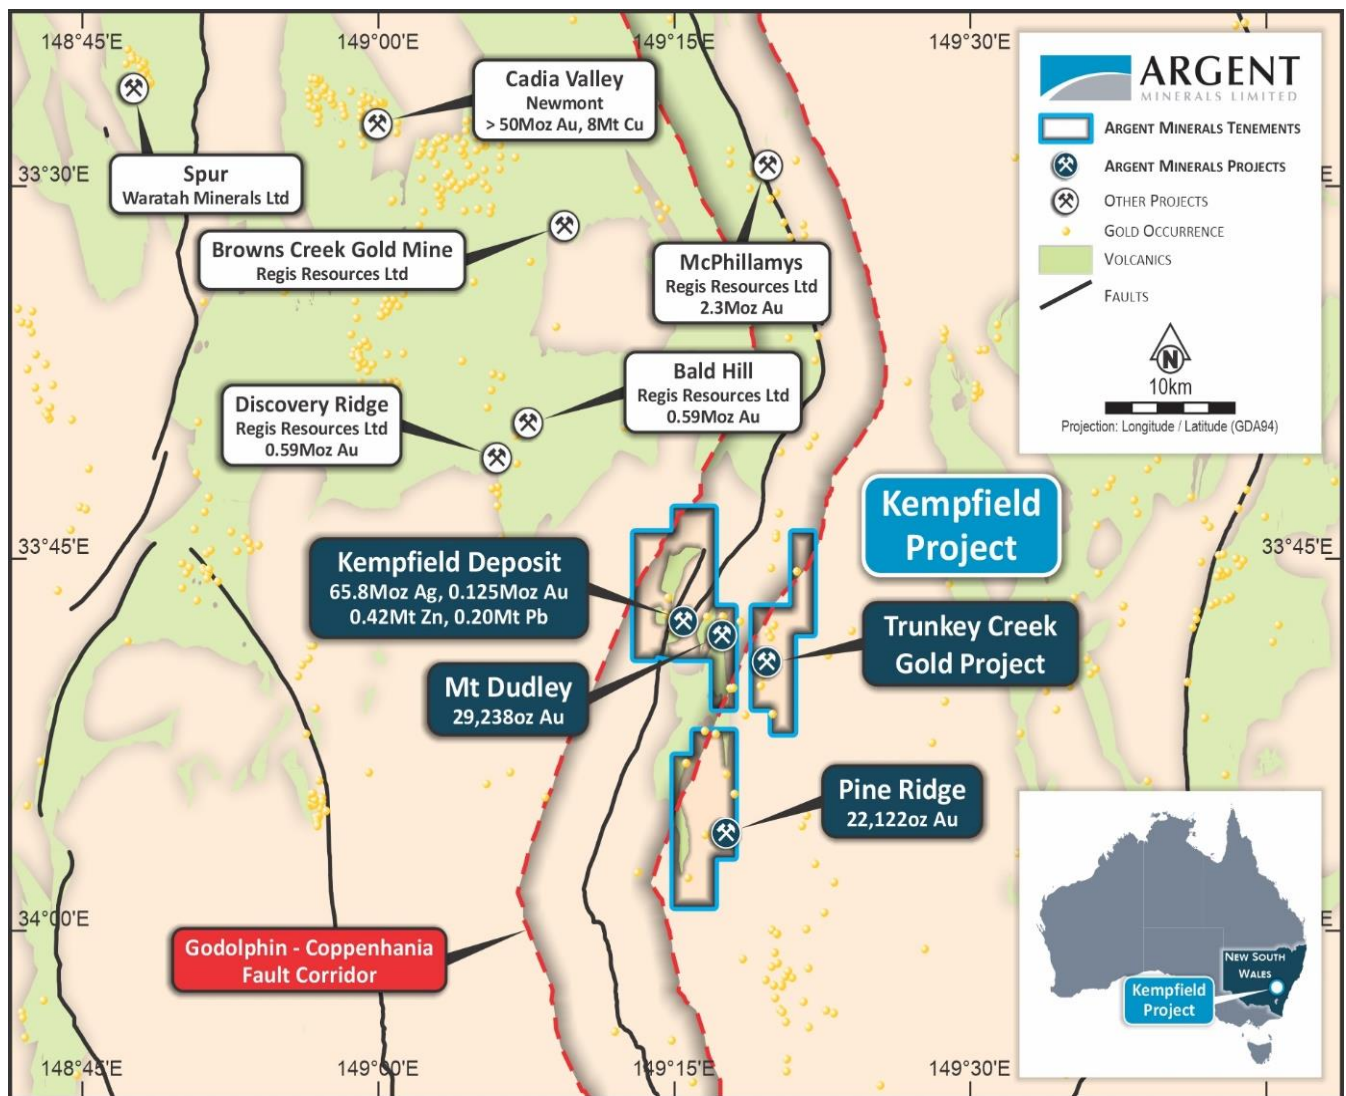 148°45'E
149°00'E
149°15'E
149°30'E
Cadia Valley
Newmont
> 50Moz Au, 8Mt Cu
33°30'E
Spur
Waratah Minerals Ltd
Browns Creek Gold Mine
Regis Resources Ltd
McPhillamys
Regis Resources Ltd
2.3Moz Au
Bald Hill
Regis Resources Ltd
0.59Moz Au
Discovery Ridge
Regis Resources Ltd
0.59Moz Au
ARGENT
MINERALS LIMITED
ARGENT MINERALS TENEMENTS
ARGENT MINERALS PROJECTS
OTHER PROJECTS
GOLD OCCURRENCE
VOLCANICS
FAULTS
N
10km
Projection: Longitude / Latitude (GDA94)
E
Kempfield
Project
33°45'E
33°45'E
Kempfield Deposit
65.8Moz Ag, 0.125Moz Au
0.42Mt Zn, 0.20Mt Pb
Trunkey Creek
Gold Project
Mt Dudley
29,238oz Au
Pine Ridge
22,122oz Au
34°00'E
E
Godolphin - Coppenhania
Fault Corridor
NEW SOUTH
WALES
Kempfield
Project
148°45'E
149°00'E
149°15'E
149°30'E